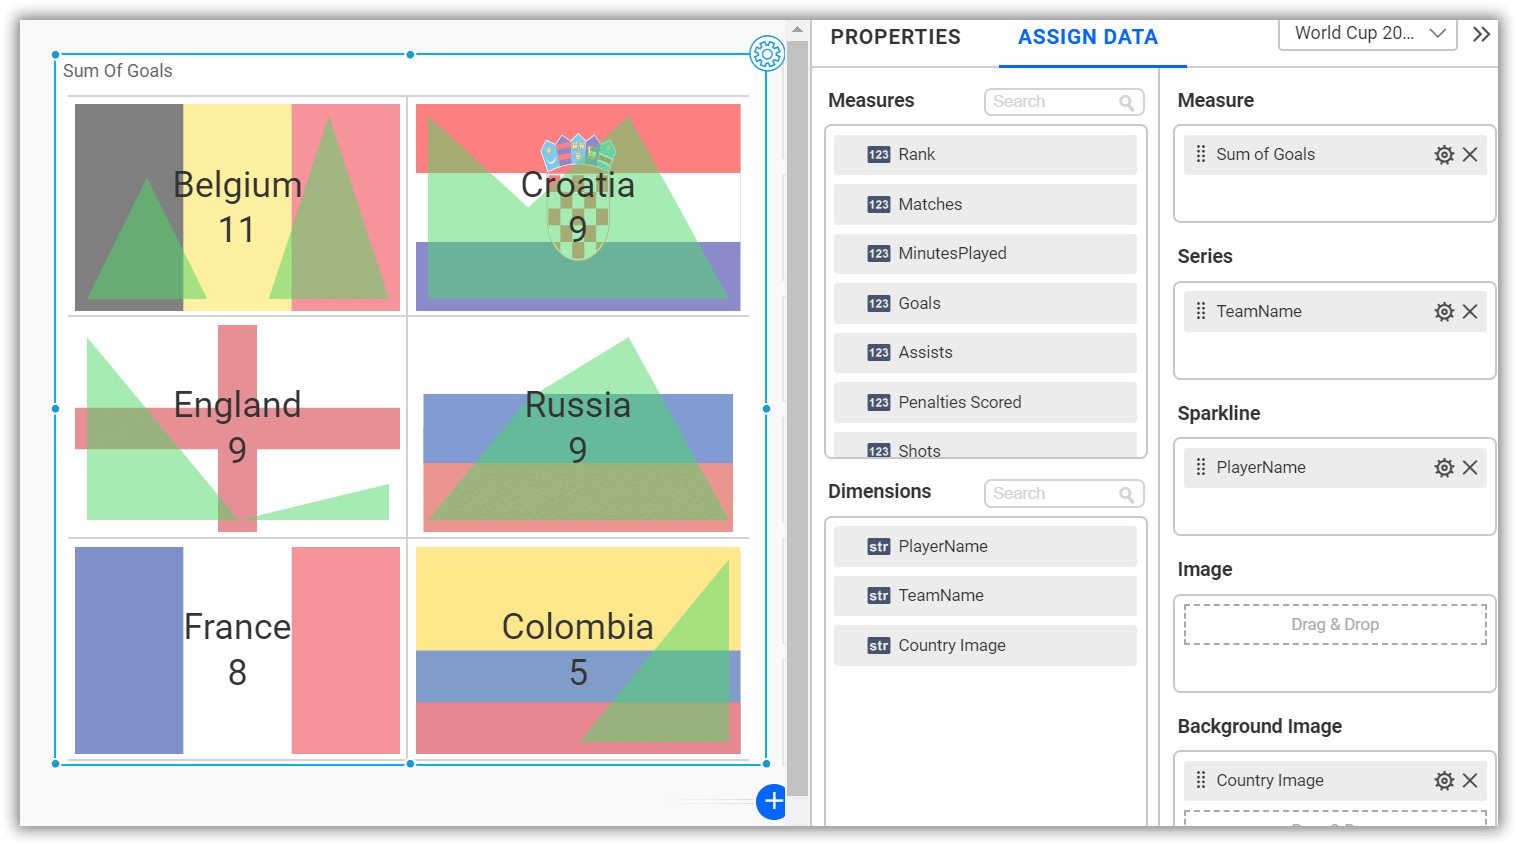 Sum Of Goals
Belgium
11
Croatia
9
England
9
Russia
9
France
8
Colombia
5
PROPERTIES
ASSIGN DATA
World Cup 20...
Measures
Search
123 Rank
123 Matches
123 MinutesPlayed
123 Goals
123 Assists
123 Penalties Scored
123 Shots
Dimensions
Search
str PlayerName
str TeamName
str Country Image
Measure
Sum of Goals
Series
TeamName
Sparkline
PlayerName
Image
Drag & Drop
Background Image
Country Image